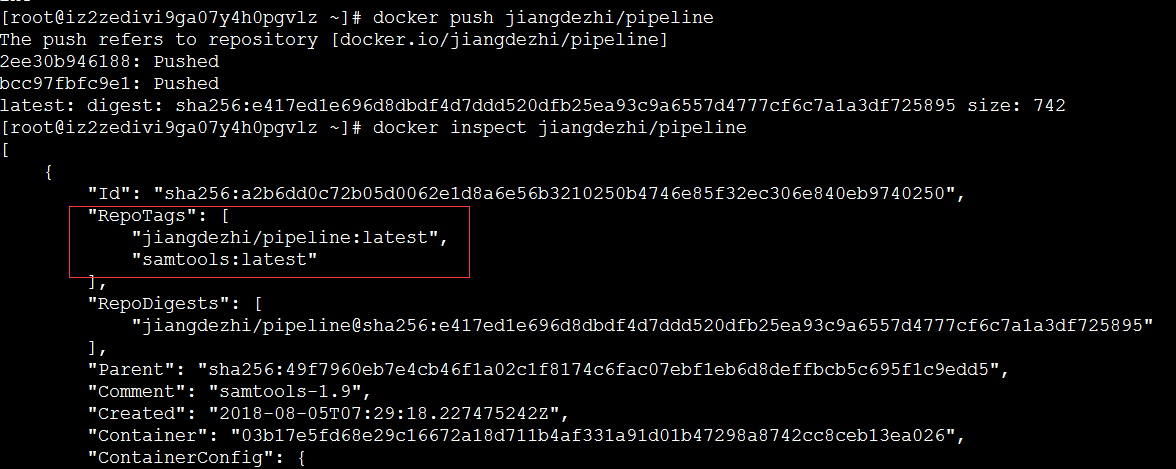 [root@iz2zedivi9ga07y4h0pgvlz ~]# docker push jiangdezhi/pipeline
The push refers to repository [docker.io/jiangdezhi/pipeline]
2ee30b946188: Pushed
bcc97fbfc9e1: Pushed
latest: digest: sha256:e417ed1e696d8dbdf4d7ddd520dfb25ea93c9a6557d4777cf6c7a1a3df725895 size: 742
[root@iz2zedivi9ga07y4h0pgvlz ~]# docker inspect jiangdezhi/pipeline
[
    {
        "Id": "sha256:a2b6dd0c72b05d0062e1d8a6e56b3210250b4746e85f32ec306e840eb9740250",
        "RepoTags": [
            "jiangdezhi/pipeline:latest",
            "samtools:latest"
        ],
        "RepoDigests": [
            "jiangdezhi/pipeline@sha256:e417ed1e696d8dbdf4d7ddd520dfb25ea93c9a6557d4777cf6c7a1a3df725895"
        ],
        "Parent": "sha256:49f7960eb7e4cb46f1a02c1f8174c6fac07ebf1eb6d8deffbcb5c695f1c9edd5",
        "Comment": "samtools-1.9",
        "Created": "2018-08-05T07:29:18.227475242Z",
        "Container": "03b17e5fd68e29c16672a18d711b4af331a91d01b47298a8742cc8ceb13ea026",
        "ContainerConfig": {